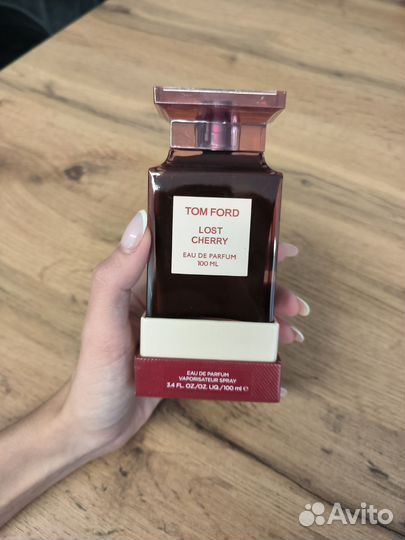 TOM FORD
LOST
CHERRY
EAU DE PARFUM
100 ML
EAU DE PARFUM
VAPORISATEUR SPRAY
3.4 FL. OZ./OZ. LIQ./100 ml ℮
Avito